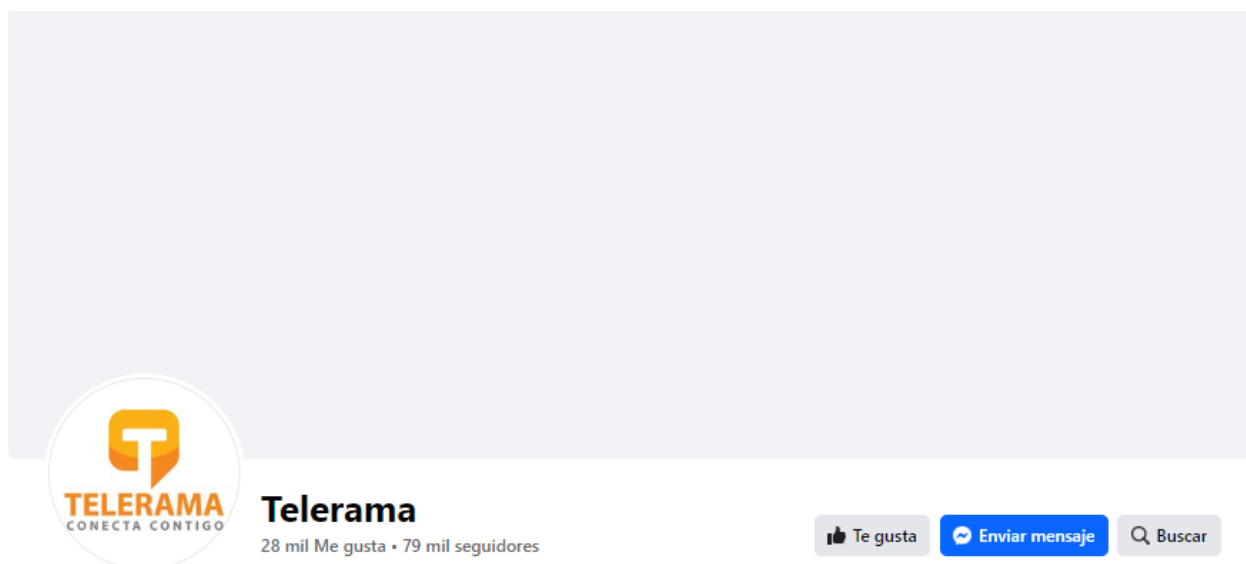 T
TELERAMA
CONECTA CONTIGO
Telerama
28 mil Me gusta • 79 mil seguidores
Te gusta
Enviar mensaje
Buscar